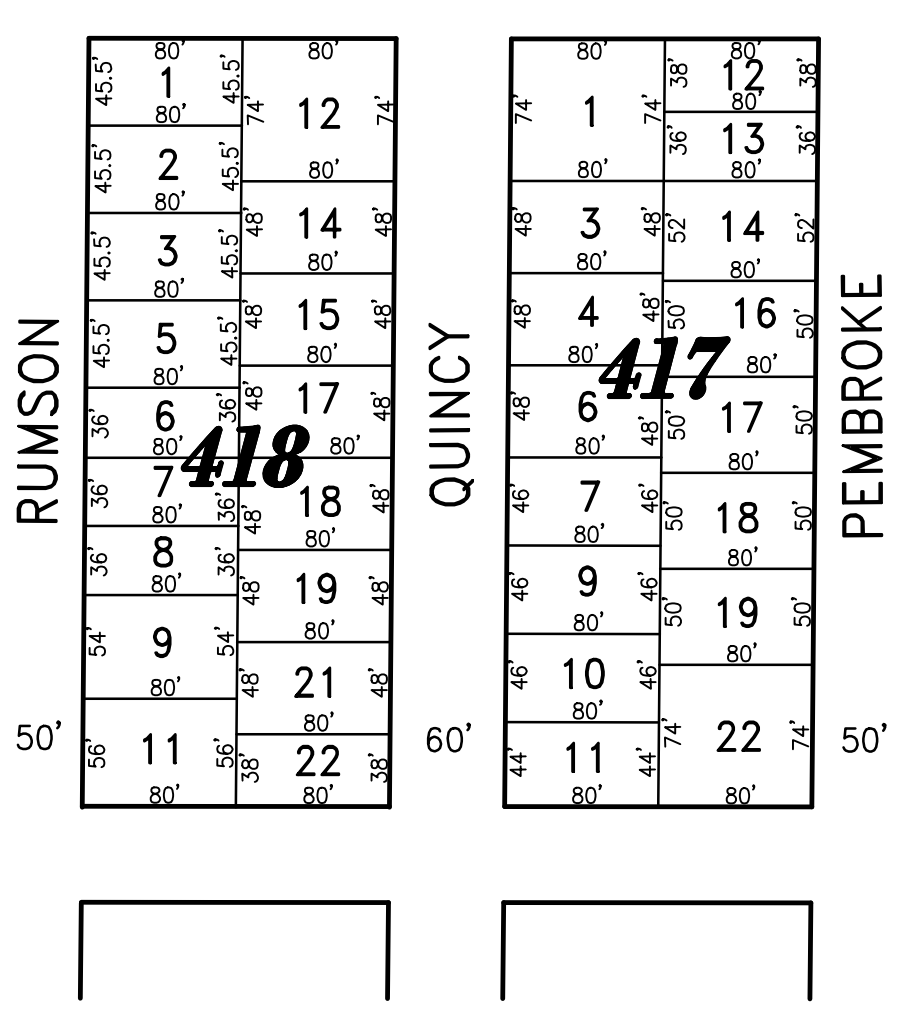 80'
45.5' 1 45.5'
80'
45.5' 2 45.5'
80'
45.5' 3 45.5'
80'
45.5' 5 45.5'
80'
36' 6 36'
80'
36' 7 36'
80'
36' 8 36'
80'
54' 9 54'
80'
56' 11 56'
80'
80'
74' 12 74'
80'
48' 14 48'
80'
48' 15 48'
80'
48' 17 48'
80'
48' 18 48'
80'
48' 19 48'
80'
48' 21 48'
80'
38' 22 38'
80'
418
RUMSON
50'
QUINCY
60'
80'
74' 1 74'
80'
48' 3 48'
80'
48' 4 48'
80'
48' 6 48'
80'
46' 7 46'
80'
46' 9 46'
80'
46' 10 46'
80'
44' 11 44'
80'
80'
38' 12 38'
80'
36' 13 36'
80'
52' 14 52'
80'
50' 16 50'
80'
50' 17 50'
80'
50' 18 50'
80'
50' 19 50'
80'
74' 22 74'
80'
417
PEMBROKE
50'